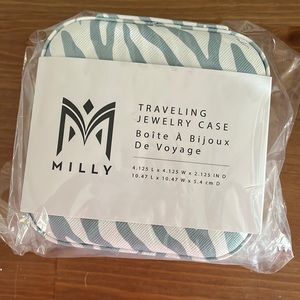 TRAVELING
JEWELRY CASE
Boîte À Bijoux
De Voyage
4.125 L x 4.125 W x 2.125 IN D
10.47 L x 10.47 W x 5.4 cm D
MILLY